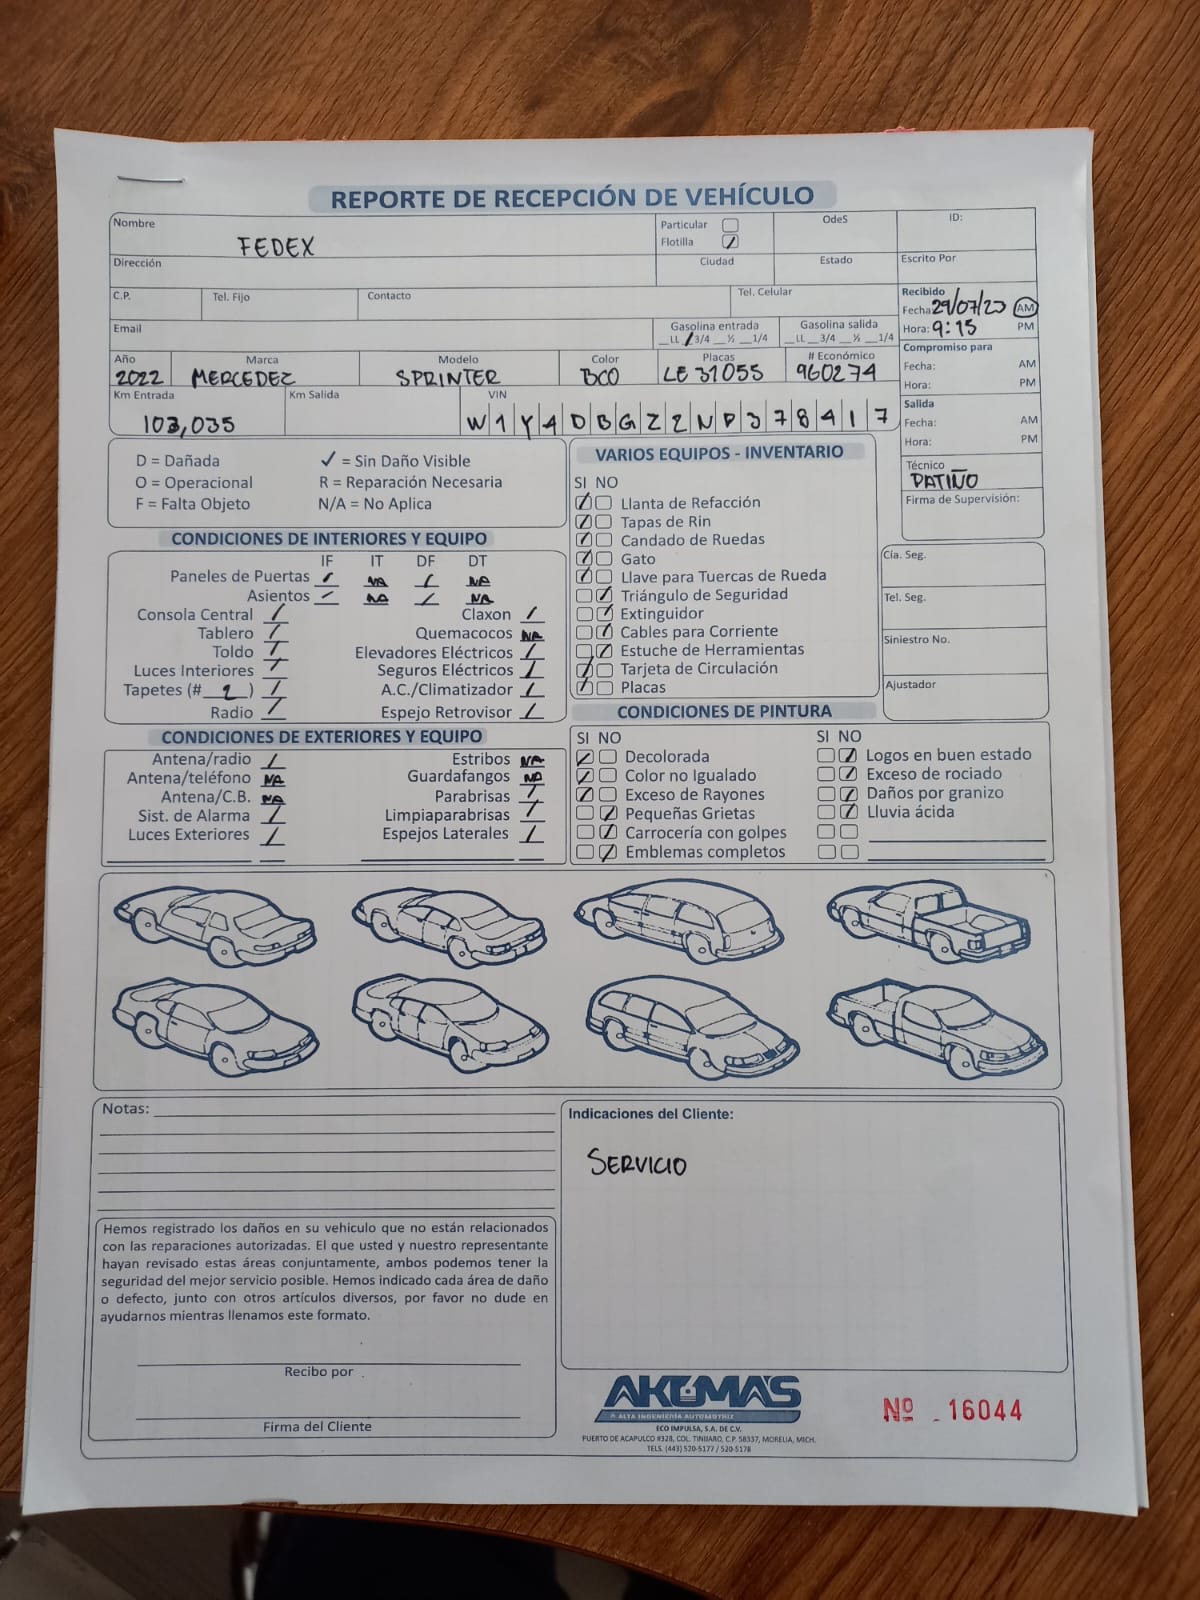 REPORTE DE RECEPCIÓN DE VEHÍCULO
Nombre FEDEX
Particular
Flotilla ✓
OdeS
ID:
Dirección
Ciudad
Estado
Escrito Por
C.P.
Tel. Fijo
Contacto
Tel. Celular
Recibido
Fecha 29/07/23 AM
Hora: 9:15 PM
Email
Gasolina entrada
__LL ✓ 3/4 __½ __1/4
Gasolina salida
__LL __3/4 __½ __1/4
Compromiso para
Fecha: AM
Hora: PM
Año 2022
Marca MERCEDEZ
Modelo SPRINTER
Color BCO
Placas LE 31055
# Económico 960274
Km Entrada 103,035
Km Salida
VIN W1Y4DBGZ2NP378417
Salida
Fecha: AM
Hora: PM
Técnico PATIÑO
Firma de Supervisión:
D = Dañada ✓ = Sin Daño Visible
O = Operacional R = Reparación Necesaria
F = Falta Objeto N/A = No Aplica
CONDICIONES DE INTERIORES Y EQUIPO
IF IT DF DT
Paneles de Puertas ✓ NA ✓ NA
Asientos ✓ NA ✓ NA
Consola Central ✓ Claxon ✓
Tablero ✓ Quemacocos NA
Toldo ✓ Elevadores Eléctricos ✓
Luces Interiores ✓ Seguros Eléctricos ✓
Tapetes (# 2 ) ✓ A.C./Climatizador ✓
Radio ✓ Espejo Retrovisor ✓
CONDICIONES DE EXTERIORES Y EQUIPO
Antena/radio ✓ Estribos NA
Antena/teléfono NA Guardafangos NA
Antena/C.B. NA Parabrisas ✓
Sist. de Alarma ✓ Limpiaparabrisas ✓
Luces Exteriores ✓ Espejos Laterales ✓
VARIOS EQUIPOS - INVENTARIO
SI NO
Llanta de Refacción
Tapas de Rin
Candado de Ruedas
Gato
Llave para Tuercas de Rueda
Triángulo de Seguridad
Extinguidor
Cables para Corriente
Estuche de Herramientas
Tarjeta de Circulación
Placas
Cía. Seg.
Tel. Seg.
Siniestro No.
Ajustador
CONDICIONES DE PINTURA
SI NO SI NO
Decolorada Logos en buen estado
Color no Igualado Exceso de rociado
Exceso de Rayones Daños por granizo
Pequeñas Grietas Lluvia ácida
Carrocería con golpes
Emblemas completos
Notas:
Indicaciones del Cliente:
SERVICIO
Hemos registrado los daños en su vehiculo que no están relacionados
con las reparaciones autorizadas. El que usted y nuestro representante
hayan revisado estas áreas conjuntamente, ambos podemos tener la
seguridad del mejor servicio posible. Hemos indicado cada área de daño
o defecto, junto con otros artículos diversos, por favor no dude en
ayudarnos mientras llenamos este formato.
Recibo por
Firma del Cliente
AKUMA'S
ALTA INGENIERÍA AUTOMOTRIZ
ECO IMPULSA, S.A. DE C.V.
PUERTO DE ACAPULCO #328, COL. TINIJARO, C.P. 58337, MORELIA, MICH.
TELS. (443) 520-5177 / 520-5178
Nº 16044